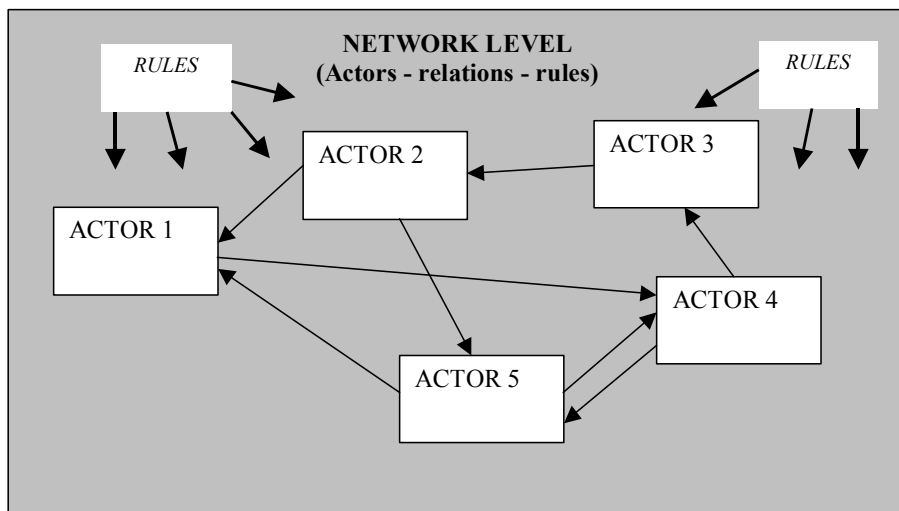 NETWORK LEVEL
(Actors - relations - rules)
RULES
RULES
ACTOR 2
ACTOR 3
ACTOR 1
ACTOR 4
ACTOR 5